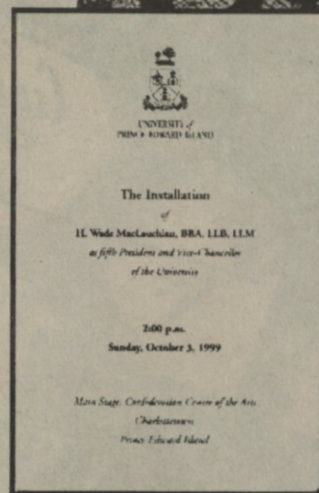 UNIVERSITY of
PRINCE EDWARD ISLAND
The Installation
of
H. Wade MacLauchlan, BBA, LLB, LLM
as fifth President and Vice-Chancellor
of the University
2:00 p.m.
Sunday, October 3, 1999
Main Stage, Confederation Centre of the Arts
Charlottetown
Prince Edward Island